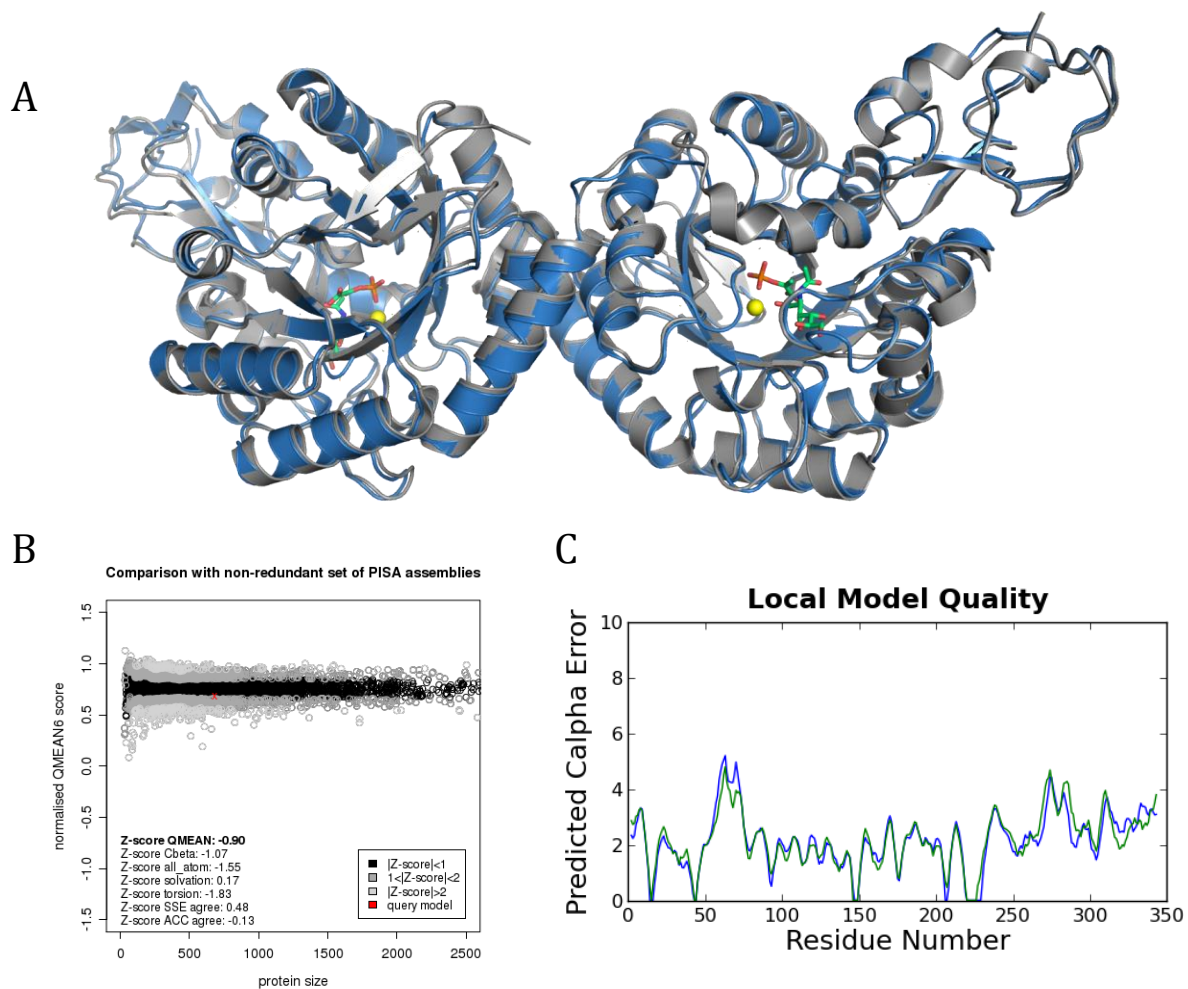 A
B
C
Comparison with non-redundant set of PISA assemblies
normalised QMEAN6 score
1.5
1.0
0.5
0.0
-0.5
-1.0
-1.5
Z-score QMEAN: -0.90
Z-score Cbeta: -1.07
Z-score all_atom: -1.55
Z-score solvation: 0.17
Z-score torsion: -1.83
Z-score SSE agree: 0.48
Z-score ACC agree: -0.13
|Z-score|<1
1<|Z-score|<2
|Z-score|>2
query model
0 500 1000 1500 2000 2500
protein size
Local Model Quality
Predicted Calpha Error
10
8
6
4
2
0
0 50 100 150 200 250 300 350
Residue Number